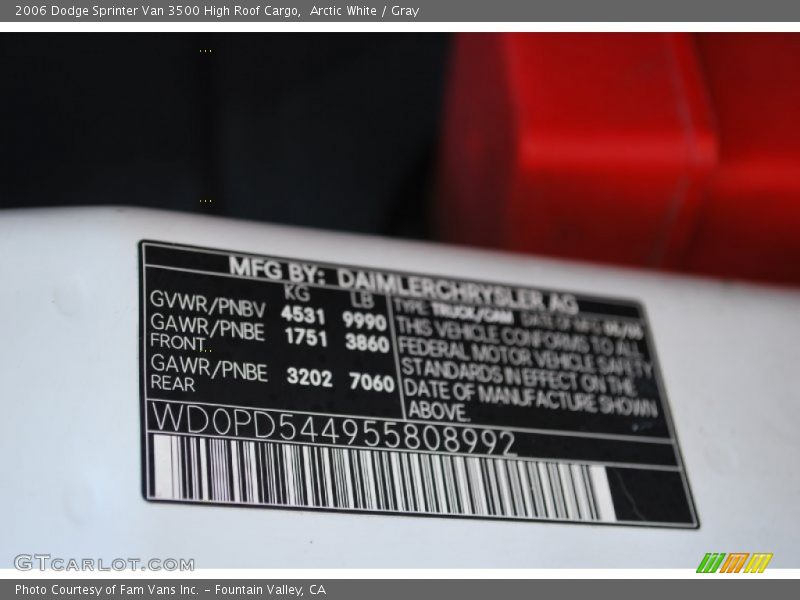 2006 Dodge Sprinter Van 3500 High Roof Cargo,  Arctic White / Gray
MFG BY: DAIMLERCHRYSLER AG
KG LB
GVWR/PNBV 4531 9990
GAWR/PNBE 1751 3860
FRONT
GAWR/PNBE 3202 7060
REAR
TYPE TRUCK/CAM DATE OF MFG
THIS VEHICLE CONFORMS TO ALL
FEDERAL MOTOR VEHICLE SAFETY
STANDARDS IN EFFECT ON THE
DATE OF MANUFACTURE SHOWN
ABOVE.
WD0PD544955808992
GTCARLOT.COM
Photo Courtesy of Fam Vans Inc. – Fountain Valley, CA